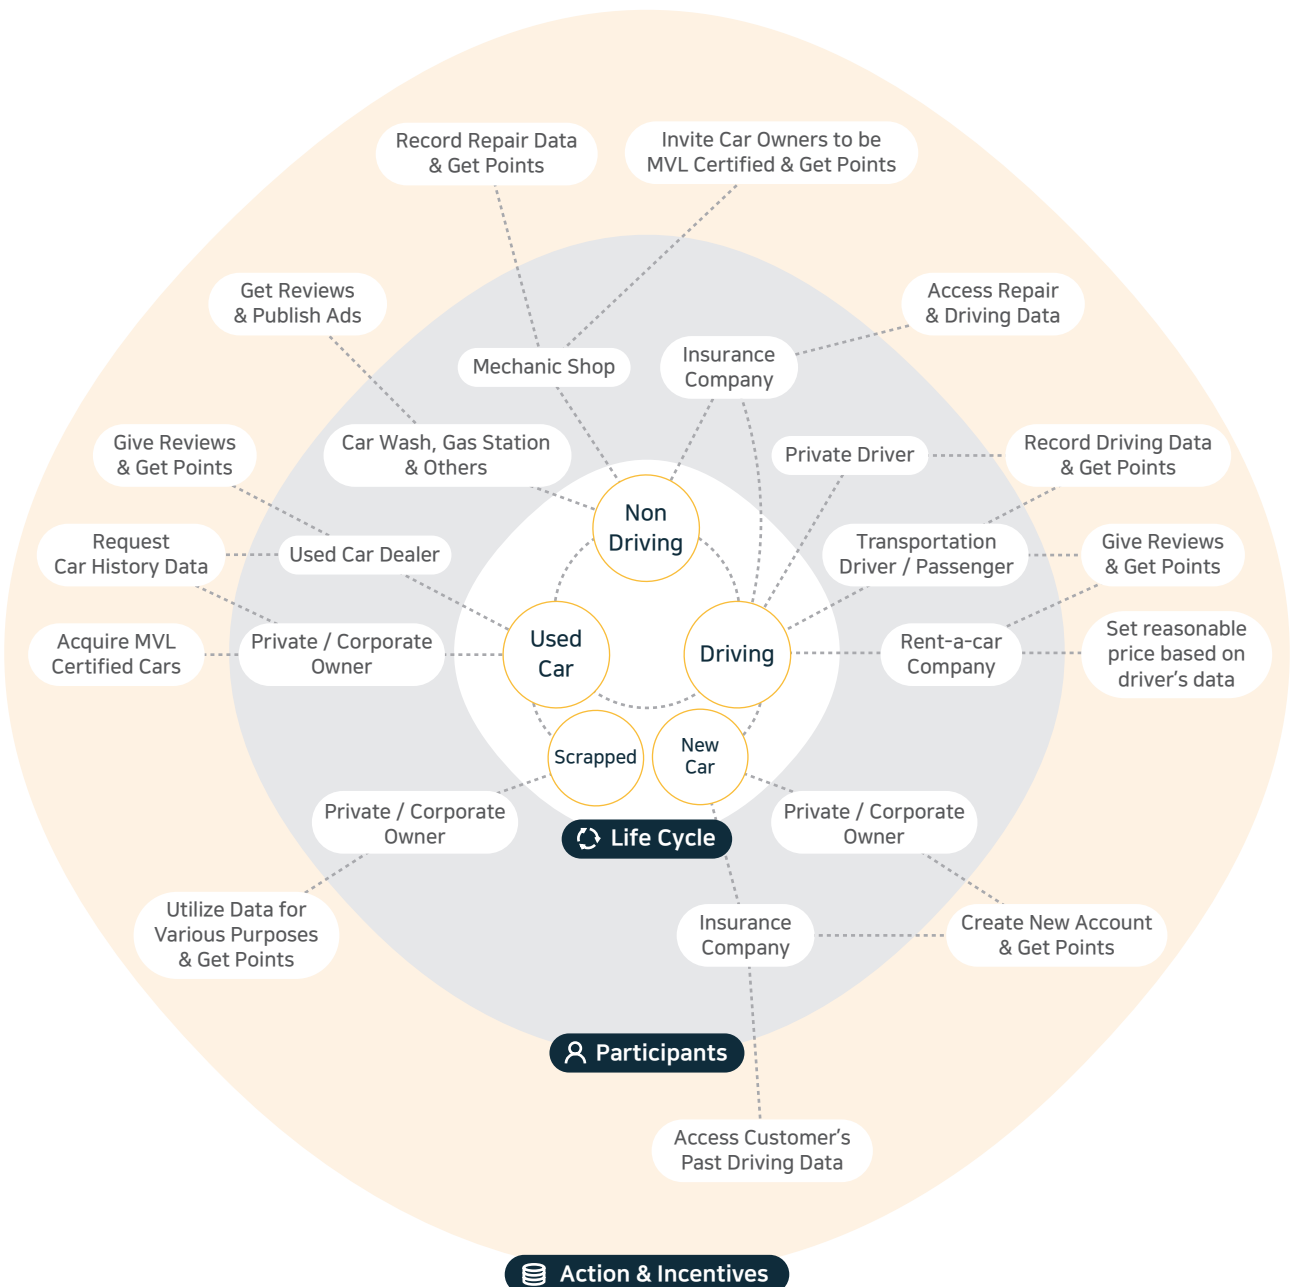 Record Repair Data
& Get Points
Invite Car Owners to be
MVL Certified & Get Points
Get Reviews
& Publish Ads
Access Repair
& Driving Data
Mechanic Shop
Insurance
Company
Give Reviews
& Get Points
Car Wash, Gas Station
& Others
Private Driver
Record Driving Data
& Get Points
Non
Driving
Request
Car History Data
Used Car Dealer
Transportation
Driver / Passenger
Give Reviews
& Get Points
Acquire MVL
Certified Cars
Private / Corporate
Owner
Used
Car
Driving
Rent-a-car
Company
Set reasonable
price based on
driver's data
Scrapped
New
Car
Private / Corporate
Owner
Life Cycle
Private / Corporate
Owner
Utilize Data for
Various Purposes
& Get Points
Insurance
Company
Create New Account
& Get Points
Participants
Access Customer's
Past Driving Data
Action & Incentives